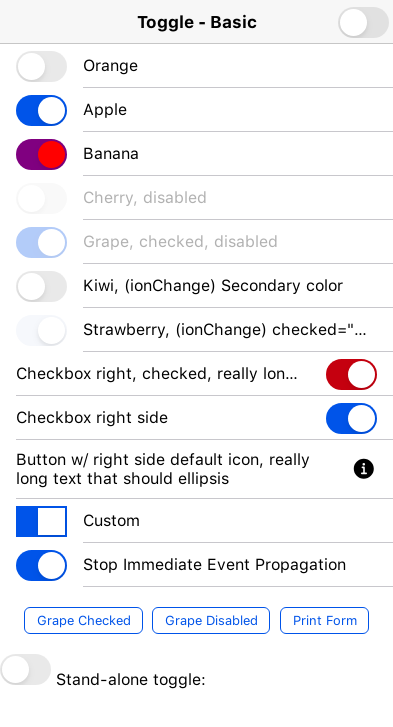 Toggle - Basic
Orange
Apple
Banana
Cherry, disabled
Grape, checked, disabled
Kiwi, (ionChange) Secondary color
Strawberry, (ionChange) checked="...
Checkbox right, checked, really lon...
Checkbox right side
Button w/ right side default icon, really
long text that should ellipsis
Custom
Stop Immediate Event Propagation
Grape Checked Grape Disabled Print Form
Stand-alone toggle: